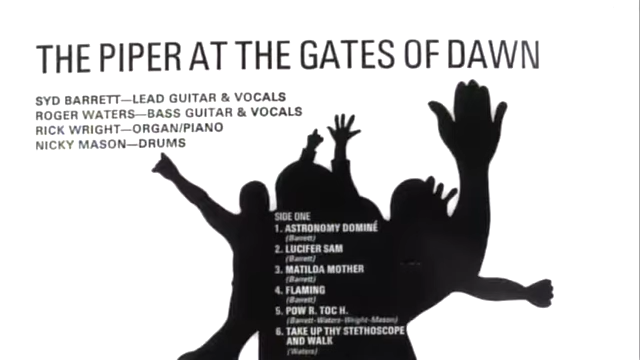 THE PIPER AT THE GATES OF DAWN
SYD BARRETT—LEAD GUITAR & VOCALS
ROGER WATERS—BASS GUITAR & VOCALS
RICK WRIGHT—ORGAN/PIANO
NICKY MASON—DRUMS
SIDE ONE
1. ASTRONOMY DOMINÉ
(Barrett)
2. LUCIFER SAM
(Barrett)
3. MATILDA MOTHER
(Barrett)
4. FLAMING
(Barrett)
5. POW R. TOC H.
(Barrett-Waters-Wright-Mason)
6. TAKE UP THY STETHOSCOPE
AND WALK
(Waters)